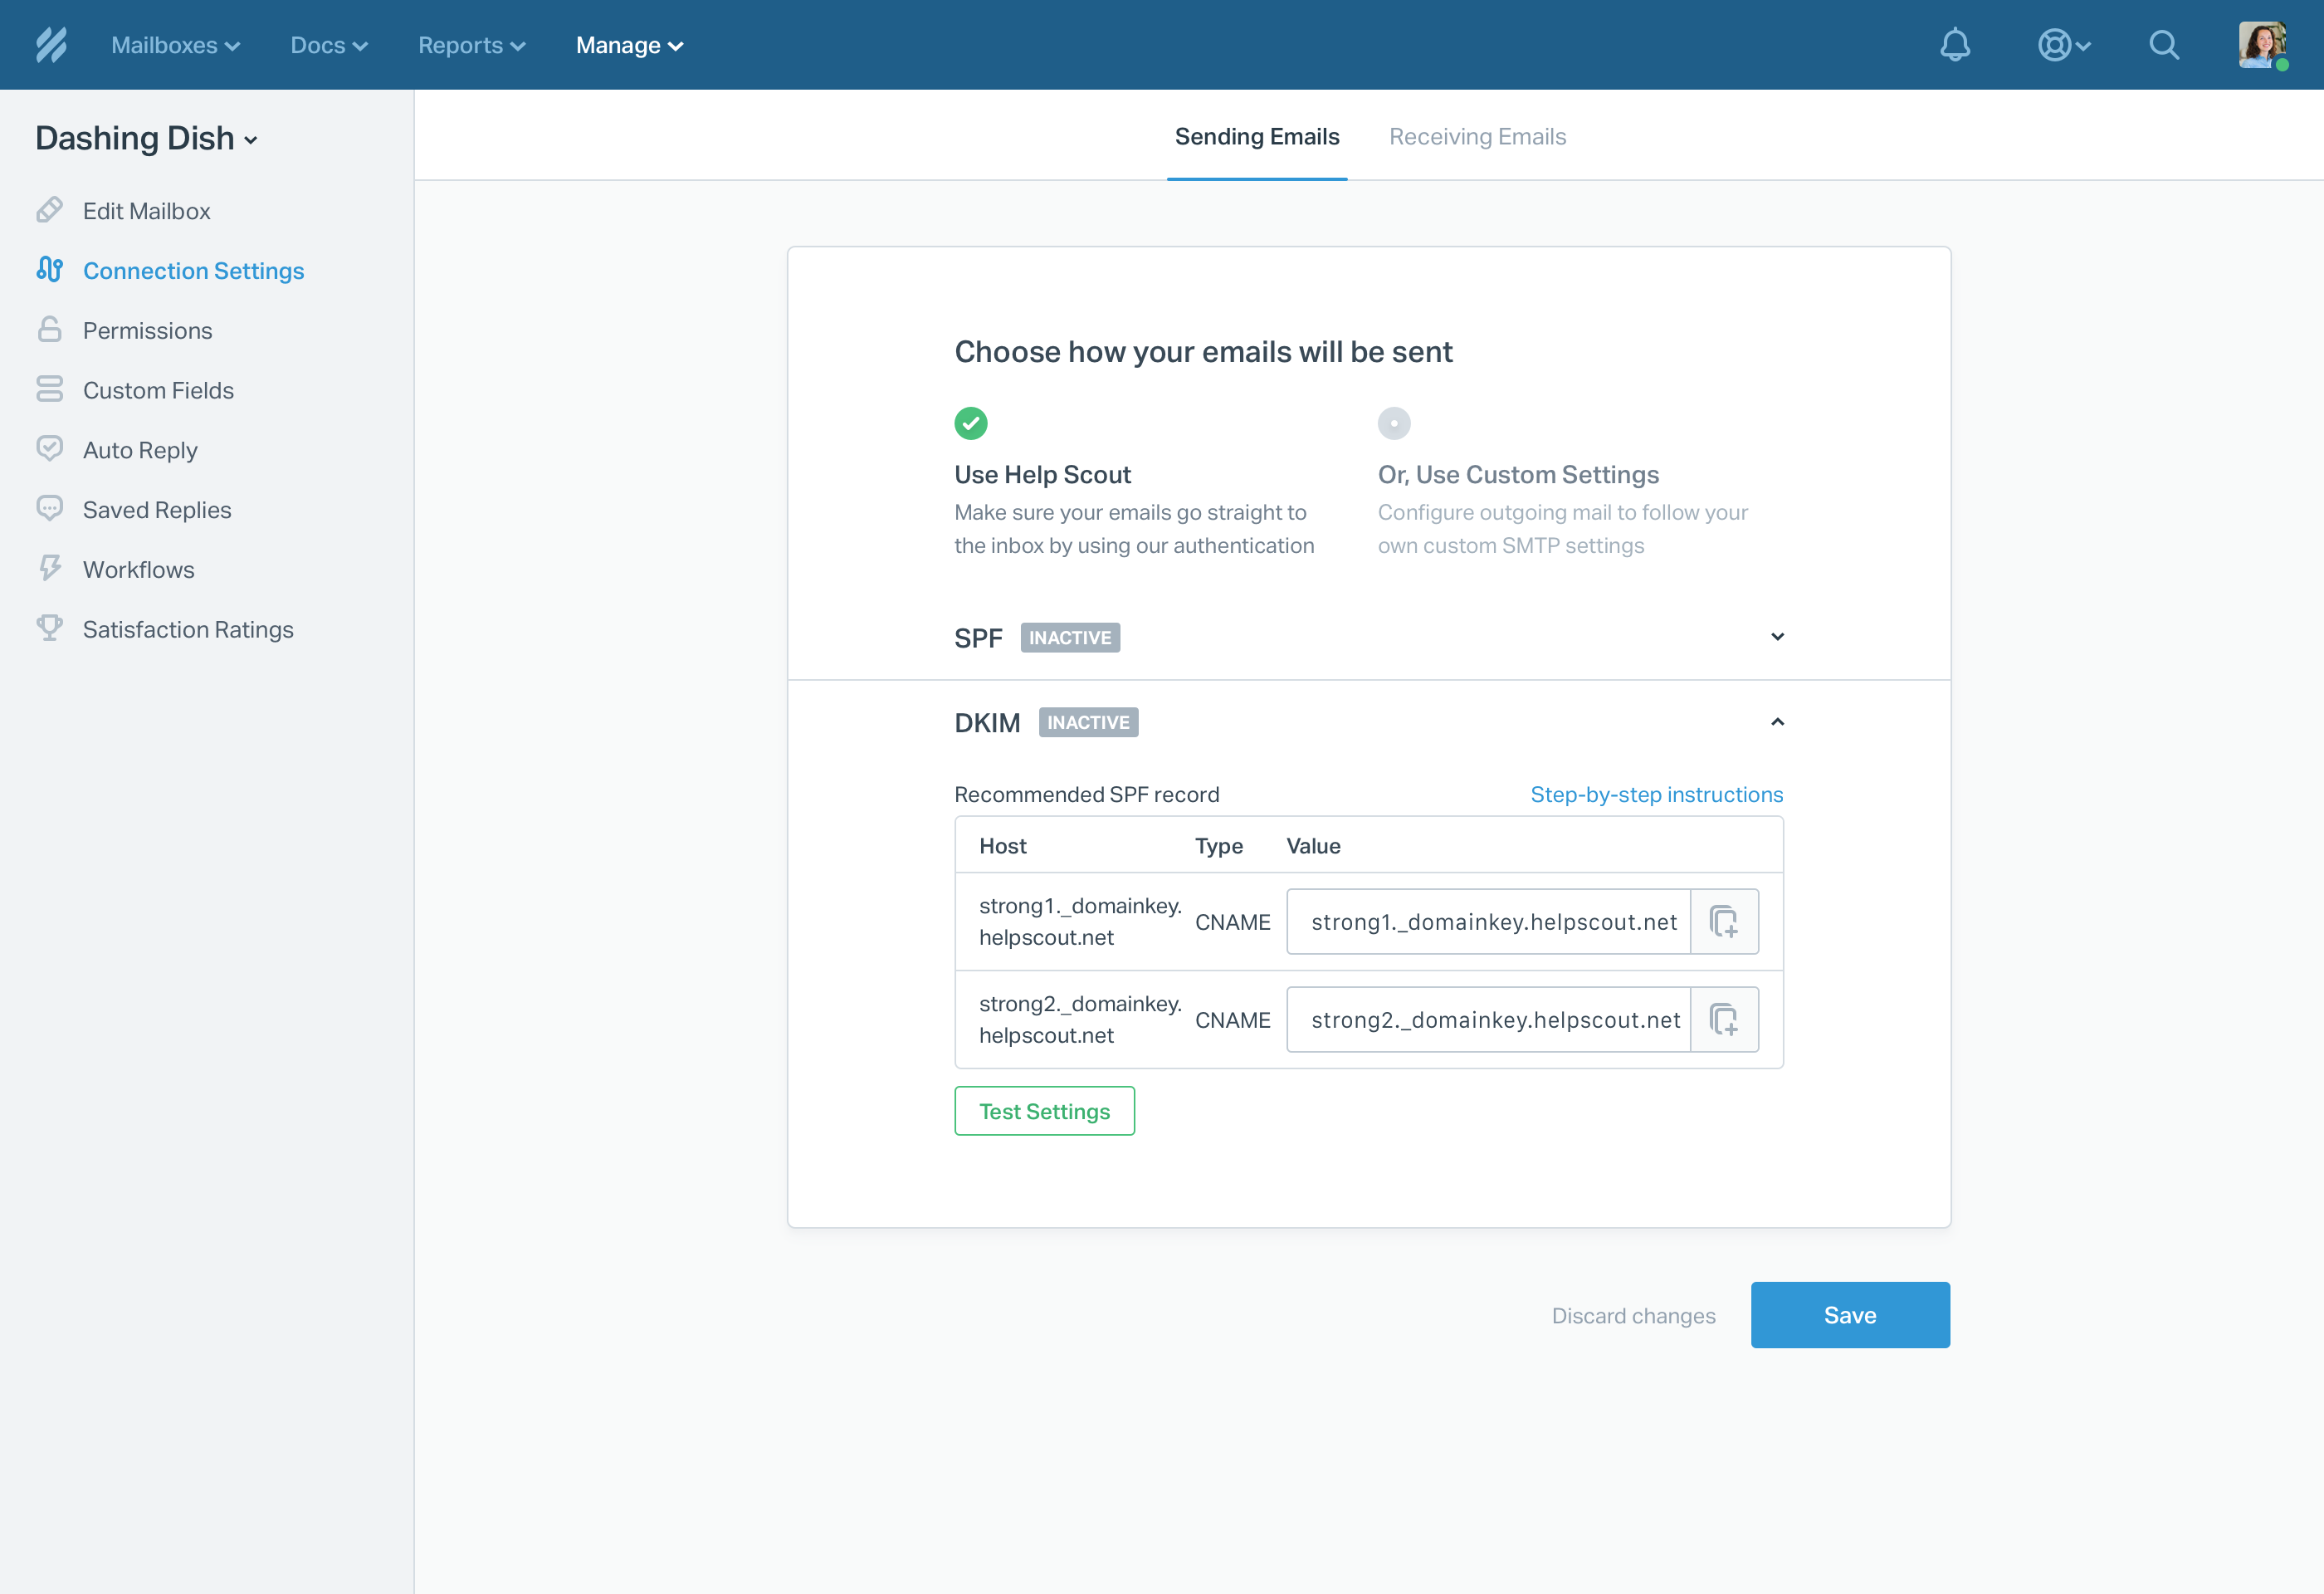 Mailboxes Docs Reports Manage
Dashing Dish
Edit Mailbox
Connection Settings
Permissions
Custom Fields
Auto Reply
Saved Replies
Workflows
Satisfaction Ratings
Sending Emails Receiving Emails
Choose how your emails will be sent
Use Help Scout
Make sure your emails go straight to
the inbox by using our authentication
Or, Use Custom Settings
Configure outgoing mail to follow your
own custom SMTP settings
SPF INACTIVE
DKIM INACTIVE
Recommended SPF record Step-by-step instructions
Host Type Value
strong1._domainkey.
helpscout.net
CNAME
strong1._domainkey.helpscout.net
strong2._domainkey.
helpscout.net
CNAME
strong2._domainkey.helpscout.net
Test Settings
Discard changes Save